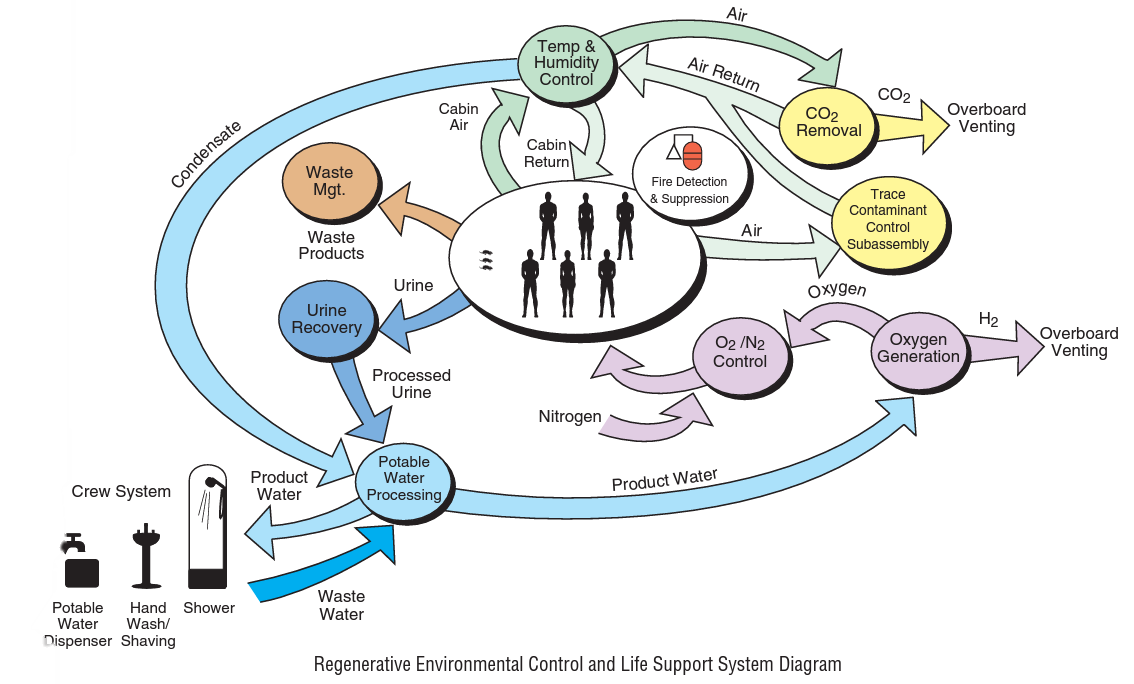 Air
Temp &
Humidity
Control
Air Return
CO2
Overboard
Venting
CO2
Removal
Cabin
Air
Cabin
Return
Condensate
Waste
Mgt.
Waste
Products
Fire Detection
& Suppression
Trace
Contaminant
Control
Subassembly
Air
Urine
Urine
Recovery
Oxygen
H2
Overboard
Venting
O2 /N2
Control
Oxygen
Generation
Processed
Urine
Nitrogen
Potable
Water
Processing
Product Water
Product
Water
Crew System
Waste
Water
Potable
Water
Dispenser
Hand
Wash/
Shaving
Shower
Regenerative Environmental Control and Life Support System Diagram